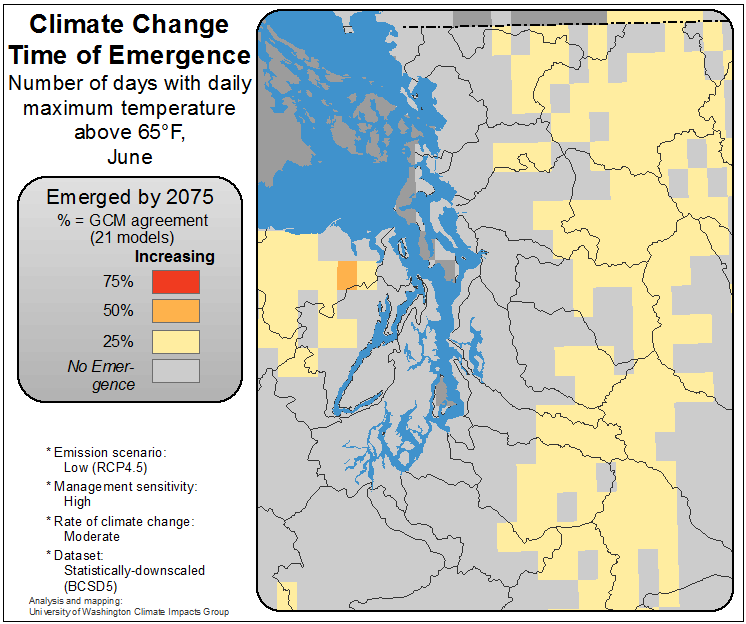 Climate Change
Time of Emergence
Number of days with daily
maximum temperature
above 65°F,
June
Emerged by 2075
% = GCM agreement
(21 models)
Increasing
75%
50%
25%
No Emer-
gence
* Emission scenario:
Low (RCP4.5)
* Management sensitivity:
High
* Rate of climate change:
Moderate
* Dataset:
Statistically-downscaled
(BCSD5)
Analysis and mapping:
University of Washington Climate Impacts Group